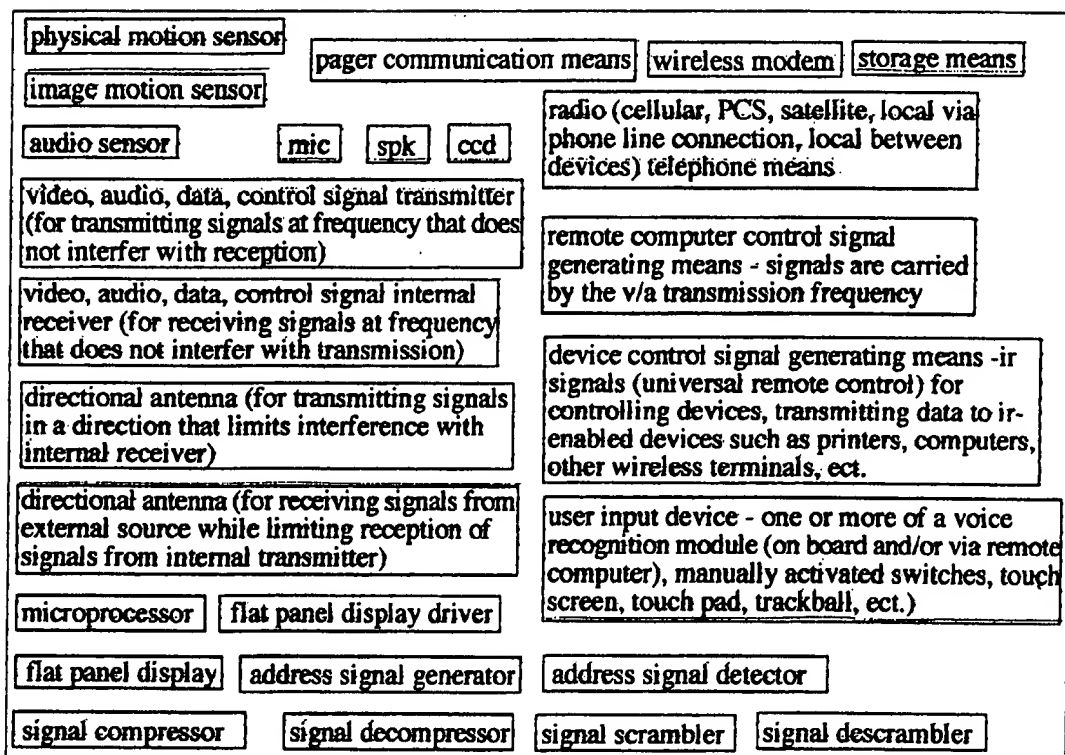 physical motion sensor
pager communication means
wireless modem
storage means
image motion sensor
audio sensor
mic
spk
ccd
radio (cellular, PCS, satellite, local via
phone line connection, local between
devices) telephone means
video, audio, data, control signal transmitter
(for transmitting signals at frequency that does
not interfer with reception)
remote computer control signal
generating means - signals are carried
by the v/a transmission frequency
video, audio, data, control signal internal
receiver (for receiving signals at frequency
that does not interfer with transmission)
device control signal generating means -ir
signals (universal remote control) for
controlling devices, transmitting data to ir-
enabled devices such as printers, computers,
other wireless terminals, ect.
directional antenna (for transmitting signals
in a direction that limits interference with
internal receiver)
directional antenna (for receiving signals from
external source while limiting reception of
signals from internal transmitter)
user input device - one or more of a voice
recognition module (on board and/or via remote
computer), manually activated switches, touch
screen, touch pad, trackball, ect.)
microprocessor
flat panel display driver
flat panel display
address signal generator
address signal detector
signal compressor
signal decompressor
signal scrambler
signal descrambler